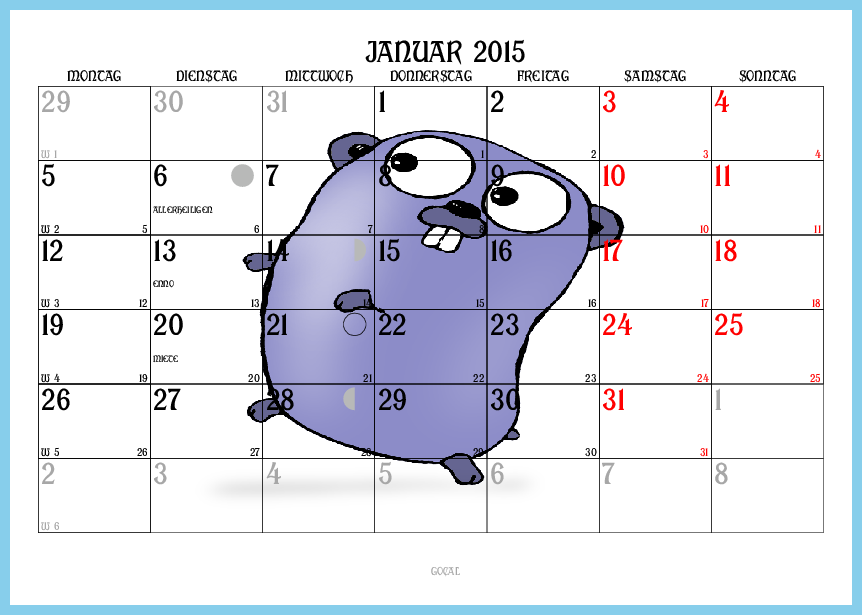 JANUAR 2015
MONTAG DIENSTAG MITTWOCH DONNERSTAG FREITAG SAMSTAG SONNTAG
29 30 31 1 2 3 4
W 1 1 2 3 4
5 6 7 8 9 10 11
ALLERHEILIGEN
W 2 5 6 7 8 10 11
12 13 14 15 16 17 18
ENNO
W 3 12 13 14 15 16 17 18
19 20 21 22 23 24 25
MIETE
W 4 19 20 21 22 23 24 25
26 27 28 29 30 31 1
W 5 26 27 28 29 30 31
2 3 4 5 6 7 8
W 6
GOCAL